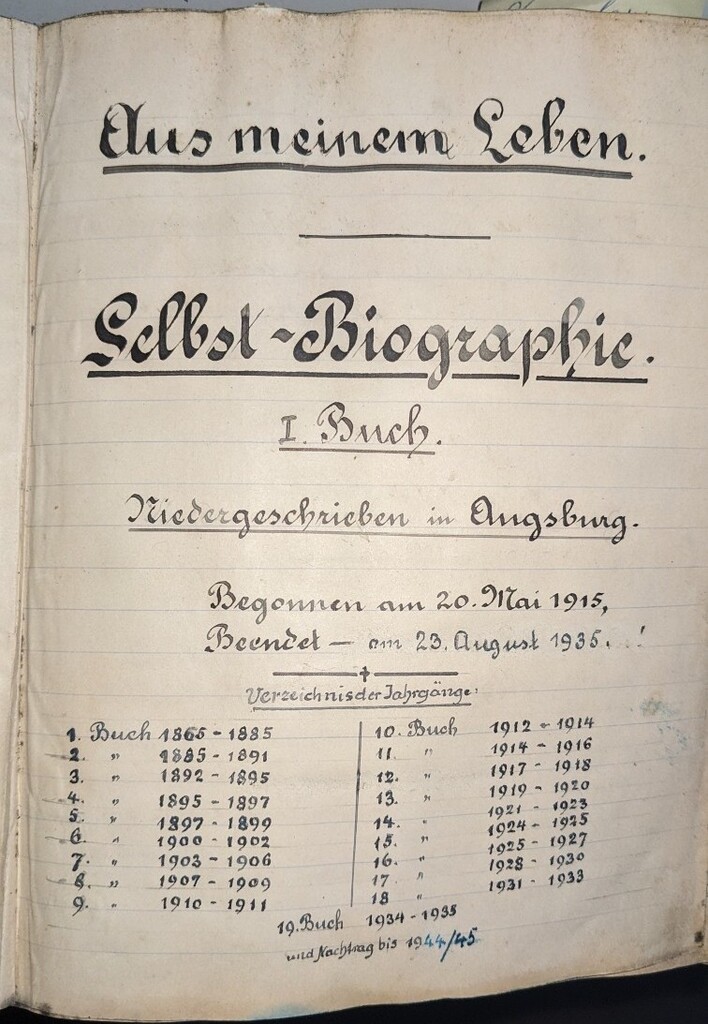 Aus meinem Leben.
Selbst-Biographie.
I. Buch.
Niedergeschrieben in Augsburg.
Begonnen am 20. Mai 1915,
Beendet – am 23. August 1935. !
Verzeichnis der Jahrgänge:
1. Buch 1865 - 1885
2. " 1885 - 1891
3. " 1892 - 1895
4. " 1895 - 1897
5. " 1897 - 1899
6. " 1900 - 1902
7. " 1903 - 1906
8. " 1907 - 1909
9. " 1910 - 1911
10. Buch 1912 - 1914
11. " 1914 - 1916
12. " 1917 - 1918
13. " 1919 - 1920
14. " 1921 - 1923
15. " 1924 - 1925
16. " 1925 - 1927
17 " 1928 - 1930
18 " 1931 - 1933
19. Buch 1934 - 1935
und Nachtrag bis 1944/45